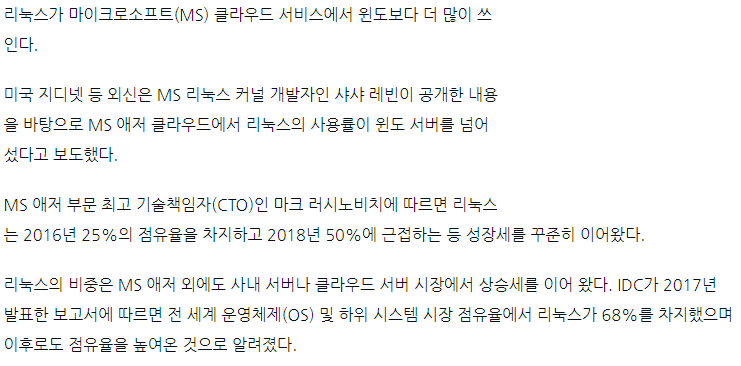 리눅스가 마이크로소프트(MS) 클라우드 서비스에서 윈도보다 더 많이 쓰
인다.
미국 지디넷 등 외신은 MS 리눅스 커널 개발자인 샤샤 레빈이 공개한 내용
을 바탕으로 MS 애저 클라우드에서 리눅스의 사용률이 윈도 서버를 넘어
섰다고 보도했다.
MS 애저 부문 최고 기술책임자(CTO)인 마크 러시노비치에 따르면 리눅스
는 2016년 25%의 점유율을 차지하고 2018년 50%에 근접하는 등 성장세를 꾸준히 이어왔다.
리눅스의 비중은 MS 애저 외에도 사내 서버나 클라우드 서버 시장에서 상승세를 이어 왔다. IDC가 2017년
발표한 보고서에 따르면 전 세계 운영체제(OS) 및 하위 시스템 시장 점유율에서 리눅스가 68%를 차지했으며
이후로도 점유율을 높여온 것으로 알려졌다.